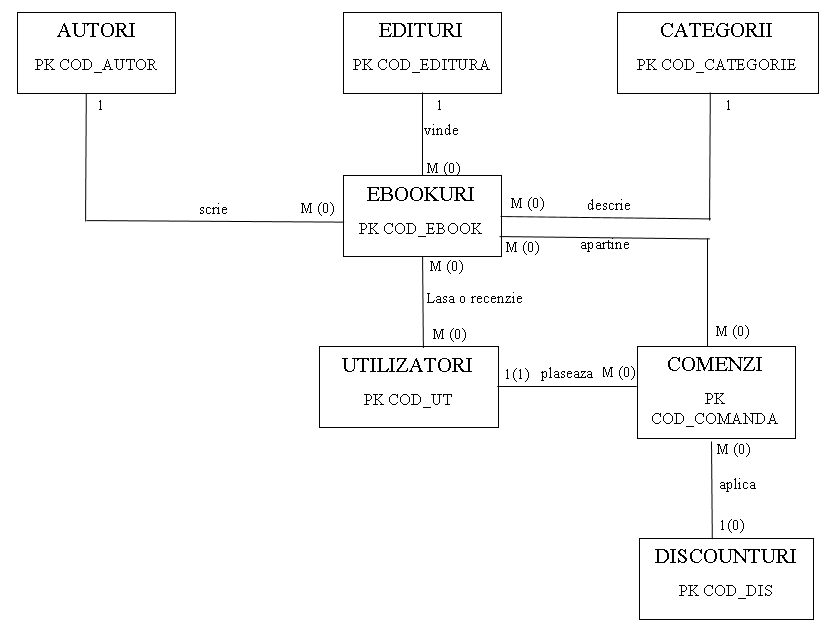 AUTORI
PK COD_AUTOR
EDITURI
PK COD_EDITURA
CATEGORII
PK COD_CATEGORIE
1
1
1
vinde
M (0)
scrie
M (0)
EBOOKURI
PK COD_EBOOK
M (0)
descrie
M (0)
apartine
M (0)
Lasa o recenzie
M (0)
M (0)
UTILIZATORI
PK COD_UT
1(1)
plaseaza
M (0)
COMENZI
PK
COD_COMANDA
M (0)
aplica
1(0)
DISCOUNTURI
PK COD_DIS